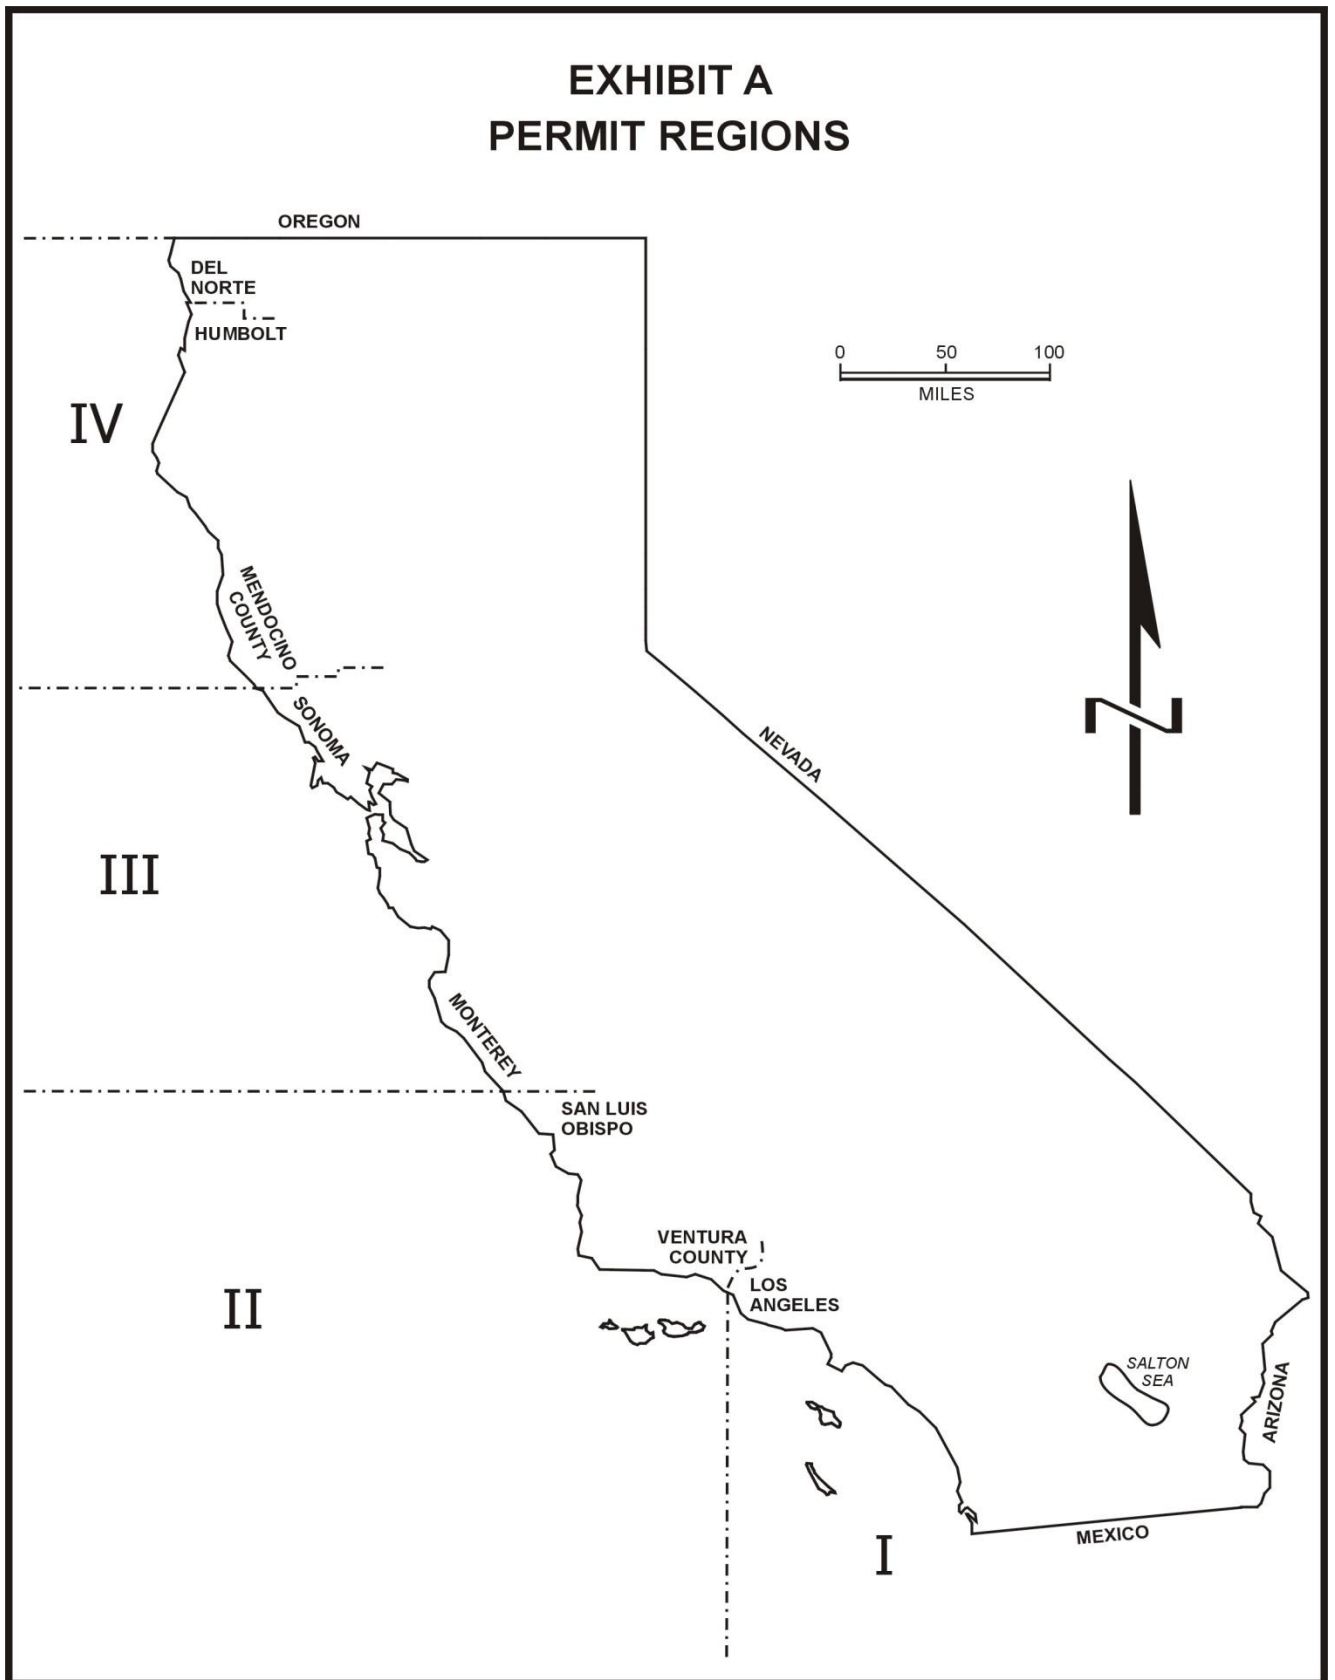 EXHIBIT A
PERMIT REGIONS
OREGON
DEL
NORTE
HUMBOLT
0 50 100
MILES
IV
MENDOCINO
COUNTY
SONOMA
NEVADA
N
III
MONTEREY
SAN LUIS
OBISPO
VENTURA
COUNTY
LOS
ANGELES
II
SALTON
SEA
ARIZONA
MEXICO
I